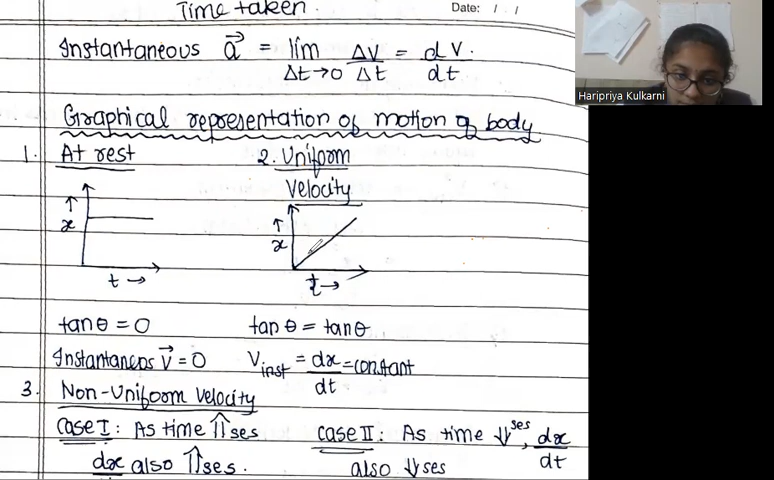 Time taken.
Date: / /
Instantaneous a⃗ = lim Δt→0 ΔV/Δt = dV/dt.
Haripriya Kulkarni
Graphical representation of motion of body
1. At rest
2. Uniform
Velocity
↑ x
t →
↑ x
t →
tanθ = 0
tanθ = tanθ
Instantaneos v⃗ = 0
Vinst = dx/dt = constant
3. Non-Uniform velocity
Case I: As time ⇑ses
dx also ⇑ses.
Case II: As time ⇓ses, dx/dt
also ⇓ses